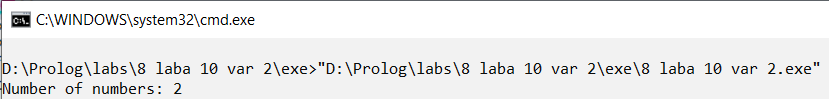 C:\WINDOWS\system32\cmd.exe
D:\Prolog\labs\8 laba 10 var 2\exe>"D:\Prolog\labs\8 laba 10 var 2\exe\8 laba 10 var 2.exe"
Number of numbers: 2